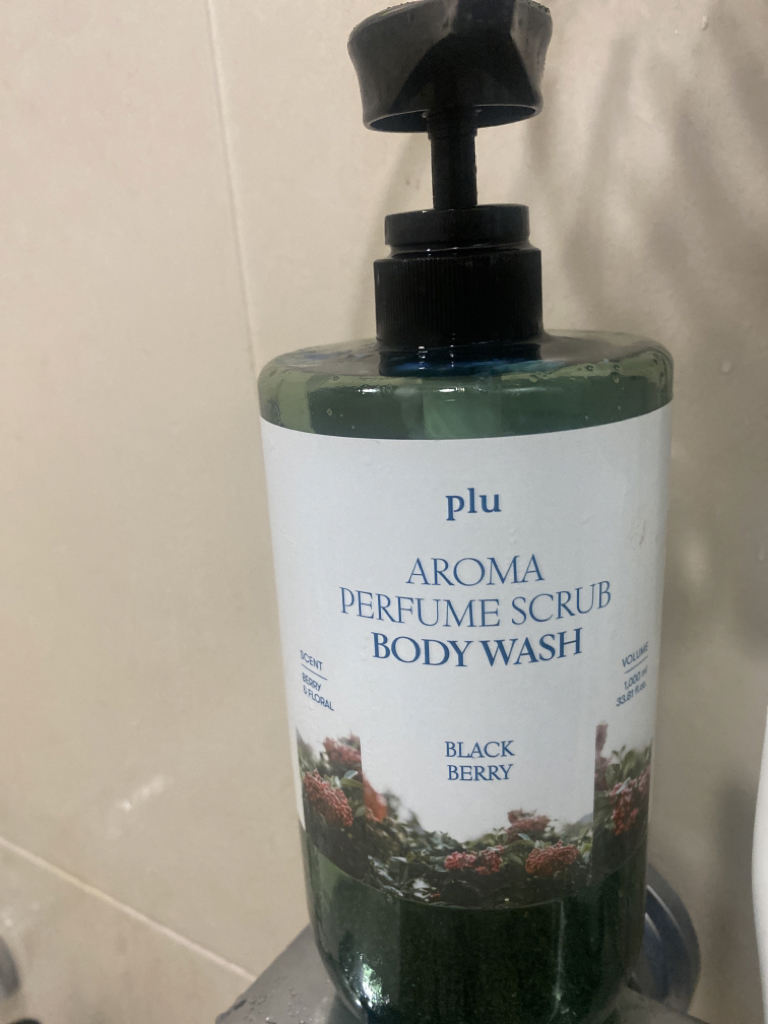 plu
AROMA
PERFUME SCRUB
BODY WASH
SCENT
BERRY
& FLORAL
VOLUME
1,000 ml
33.81 fl.oz.
BLACK
BERRY